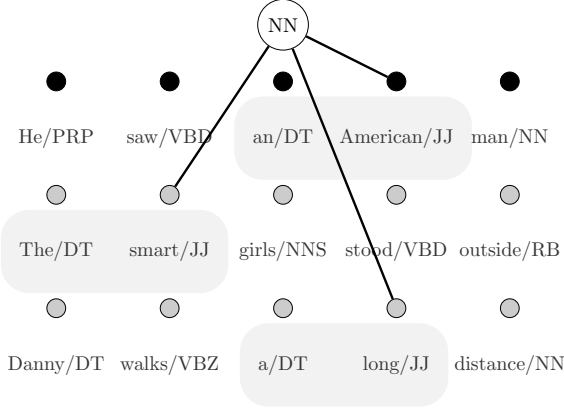 NN
He/PRP saw/VBD an/DT American/JJ man/NN
The/DT smart/JJ girls/NNS stood/VBD outside/RB
Danny/DT walks/VBZ a/DT long/JJ distance/NN